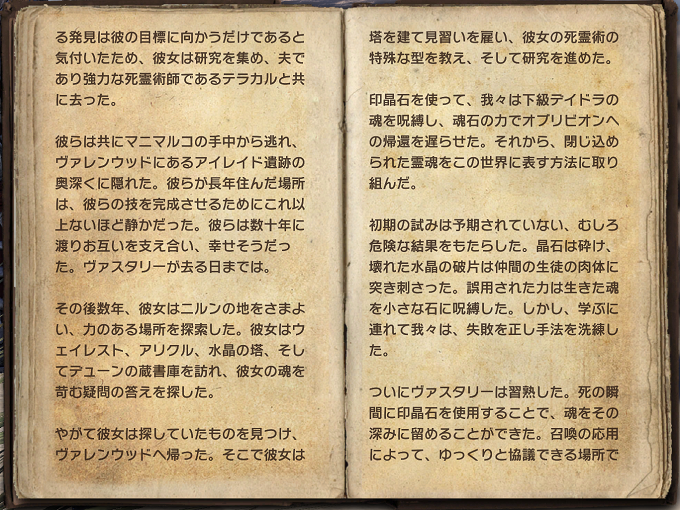 る発見は彼の目標に向かうだけであると
気付いたため、彼女は研究を集め、夫で
あり強力な死霊術師であるテラカルと共
に去った。
彼らは共にマニマルコの手中から逃れ、
ヴァレンウッドにあるアイレイド遺跡の
奥深くに隠れた。彼らが長年住んだ場所
は、彼らの技を完成させるためにこれ以
上ないほど静かだった。彼らは数十年に
渡りお互いを支え合い、幸せそうだっ
た。ヴァスタリーが去る日までは。
その後数年、彼女はニルンの地をさまよ
い、力のある場所を探索した。彼女はウ
ェイレスト、アリクル、水晶の塔、そし
てデューンの蔵書庫を訪れ、彼女の魂を
苛む疑問の答えを探した。
やがて彼女は探していたものを見つけ、
ヴァレンウッドへ帰った。そこで彼女は
塔を建て見習いを雇い、彼女の死霊術の
特殊な型を教え、そして研究を進めた。
印晶石を使って、我々は下級デイドラの
魂を呪縛し、魂石の力でオブリビオンへ
の帰還を遅らせた。それから、閉じ込め
られた霊魂をこの世界に表す方法に取り
組んだ。
初期の試みは予期されていない、むしろ
危険な結果をもたらした。晶石は砕け、
壊れた水晶の破片は仲間の生徒の肉体に
突き刺さった。誤用された力は生きた魂
を小さな石に呪縛した。しかし、学ぶに
連れて我々は、失敗を正し手法を洗練し
た。
ついにヴァスタリーは習熟した。死の瞬
間に印晶石を使用することで、魂をその
深みに留めることができた。召喚の応用
によって、ゆっくりと協議できる場所で